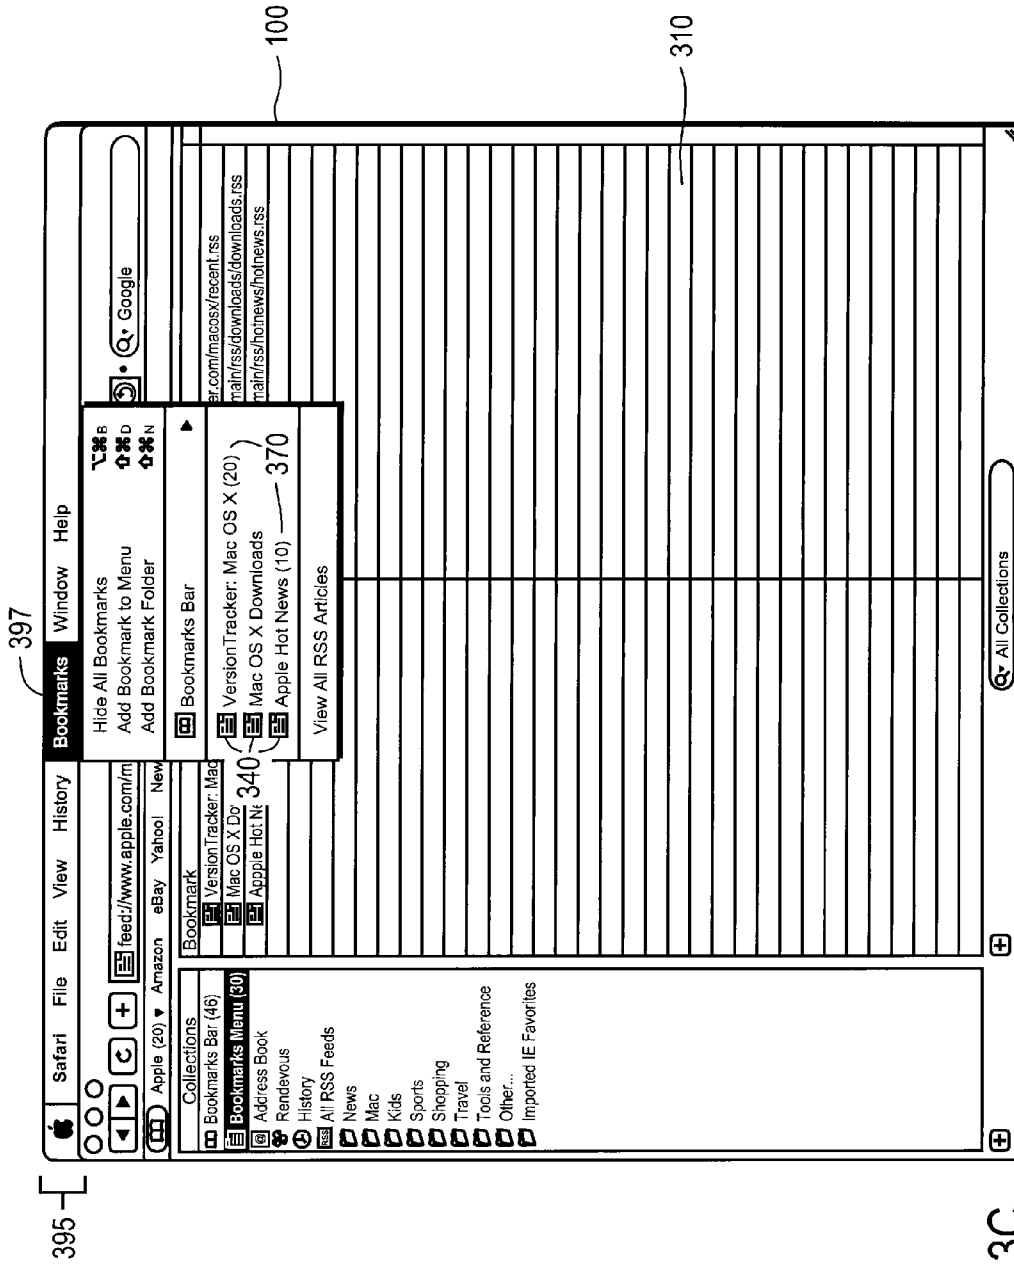 395
397
Safari File Edit View History Bookmarks Window Help
feed://www.apple.com/m
Google
100
Apple (20) Amazon eBay Yahoo! New
Hide All Bookmarks ⌥⌘B
Add Bookmark to Menu ⇧⌘D
Add Bookmark Folder ⇧⌘N
Bookmarks Bar
VersionTracker: Mac OS X (20)
Mac OS X Downloads
Apple Hot News (10)
View All RSS Articles
340
370
Collections
Bookmarks Bar (46)
Bookmarks Menu (30)
@ Address Book
Rendevous
History
RSS All RSS Feeds
News
Mac
Kids
Sports
Shopping
Travel
Tools and Reference
Other...
Imported IE Favorites
Bookmark
VersionTracker: Mac
er.com/macosx/recent.rss
Mac OS X Do
main/rss/downloads/downloads.rss
Appple Hot Ne
main/rss/hotnews/hotnews.rss
310
All Collections
3C